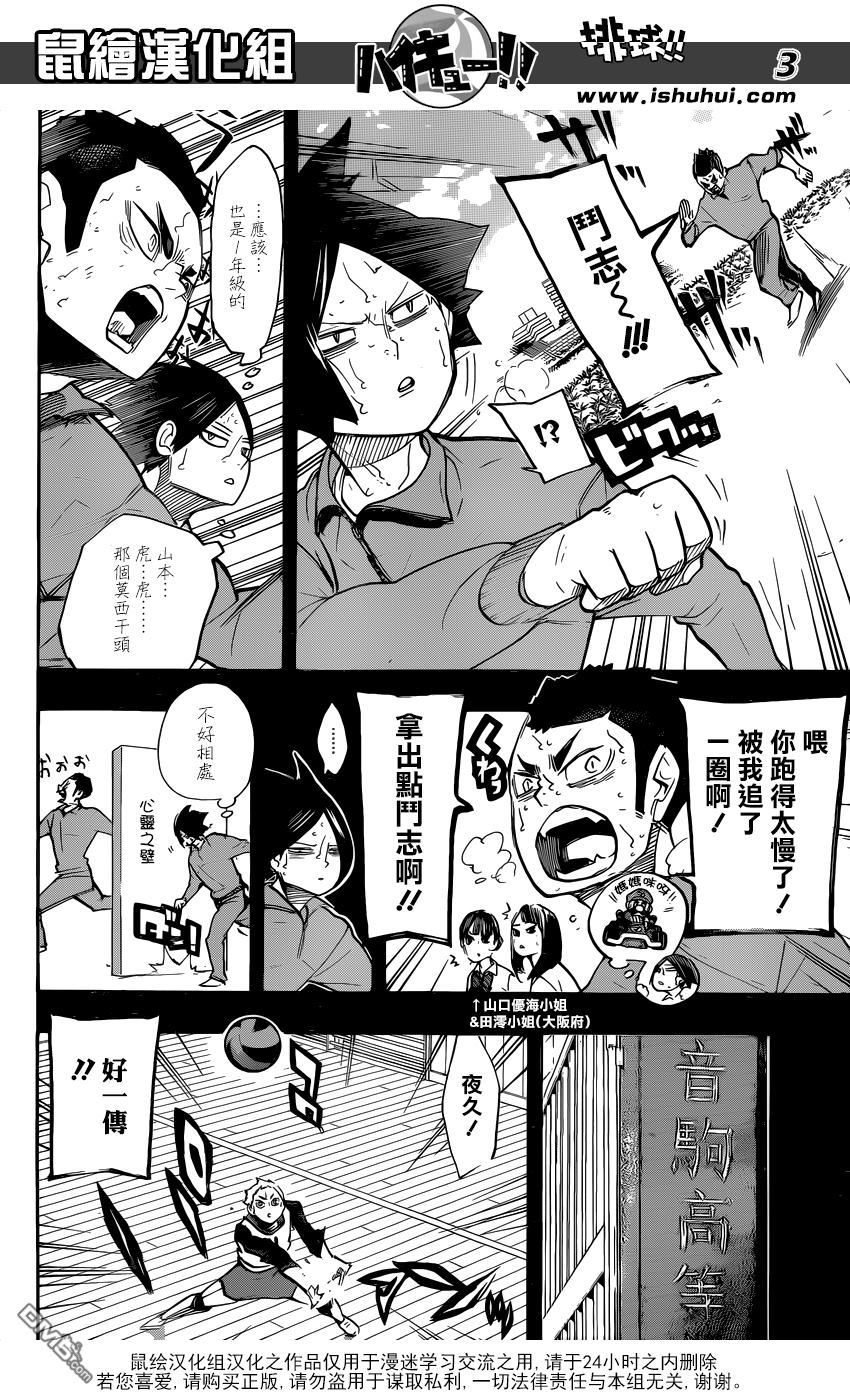 鼠繪漢化組
ハイキュー!!
排球!!
3
www.ishuhui.com
鬥志~!!!
!?
ビクッ
…應該…
也是1年級的
山本…
虎…虎……
那個莫西干頭
喂
你跑得太慢了!
被我追了
一圈啊!
媽媽咪呀!!
くわっ
拿出點鬥志啊!!
↑山口優海小姐
&田澪小姐(大阪府)
……
不好相處
心靈之壁
おおお
音駒高等
夜久!
好一傳!!
鼠绘汉化组汉化之作品仅用于漫迷学习交流之用, 请于24小时之内删除
若您喜爱, 请购买正版, 请勿盗用于谋取私利, 一切法律责任与本组无关, 谢谢。